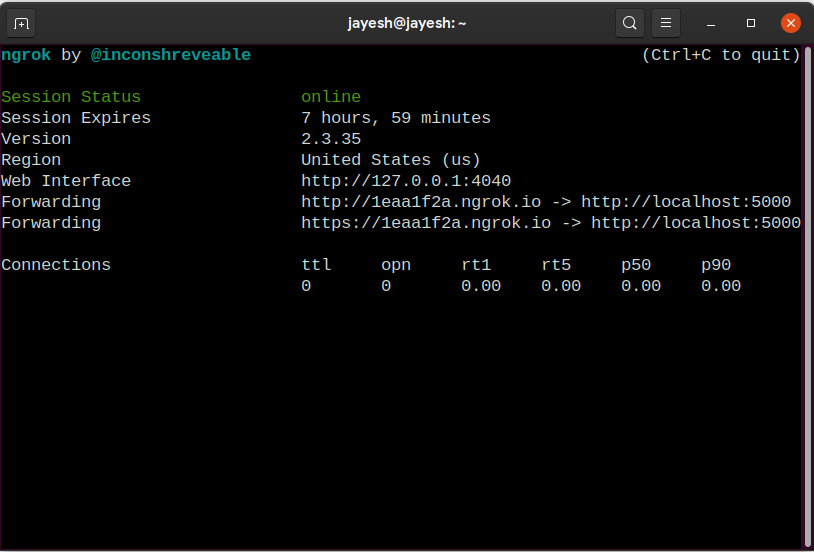 jayesh@jayesh: ~
ngrok by @inconshreveable (Ctrl+C to quit)
Session Status online
Session Expires 7 hours, 59 minutes
Version 2.3.35
Region United States (us)
Web Interface http://127.0.0.1:4040
Forwarding http://1eaa1f2a.ngrok.io -> http://localhost:5000
Forwarding https://1eaa1f2a.ngrok.io -> http://localhost:5000
Connections ttl opn rt1 rt5 p50 p90
0 0 0.00 0.00 0.00 0.00